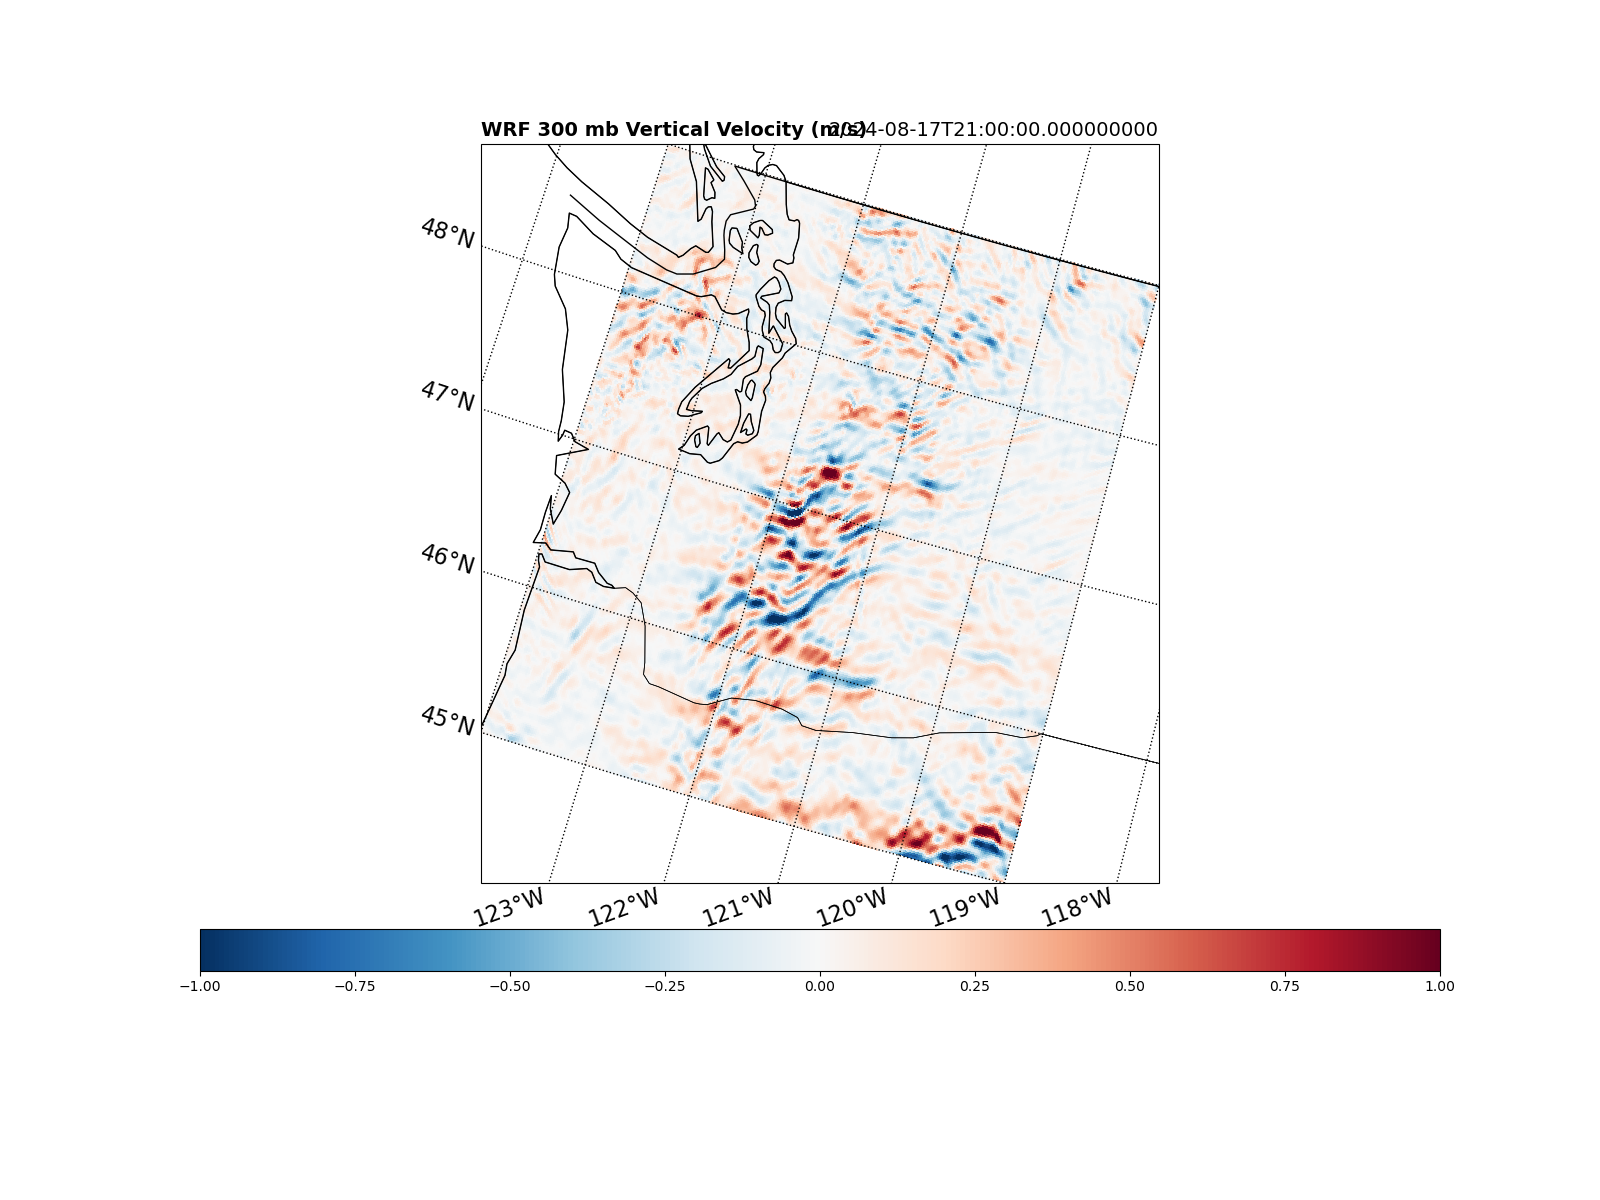 WRF 300 mb Vertical Velocity (m/s) 2024-08-17T21:00:00.000000000
48°N
47°N
46°N
45°N
123°W 122°W 121°W 120°W 119°W 118°W
−1.00 −0.75 −0.50 −0.25 0.00 0.25 0.50 0.75 1.00